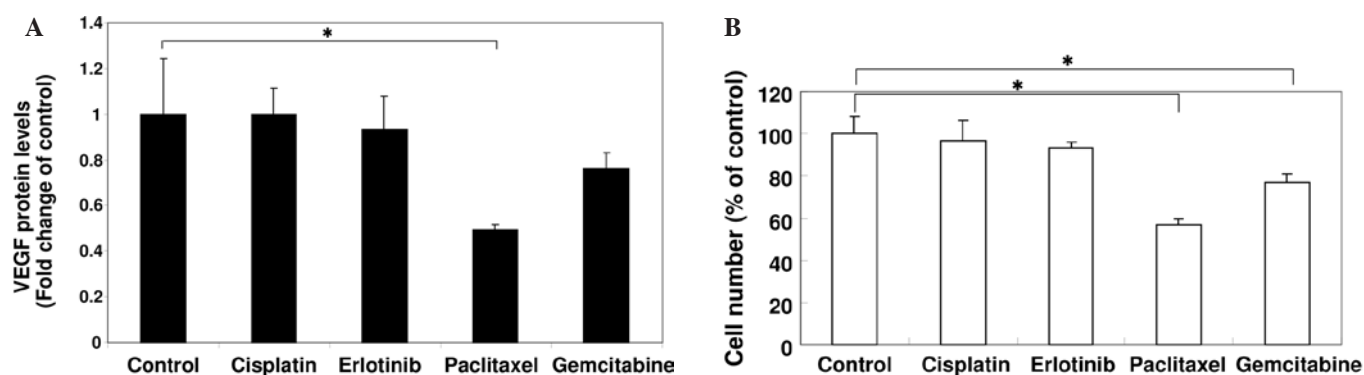 A
VEGF protein levels
(Fold change of control)
1.4
1.2
1
0.8
0.6
0.4
0.2
0
*
Control Cisplatin Erlotinib Paclitaxel Gemcitabine
B
Cell number (% of control)
120
100
80
60
40
20
0
*
*
Control Cisplatin Erlotinib Paclitaxel Gemcitabine